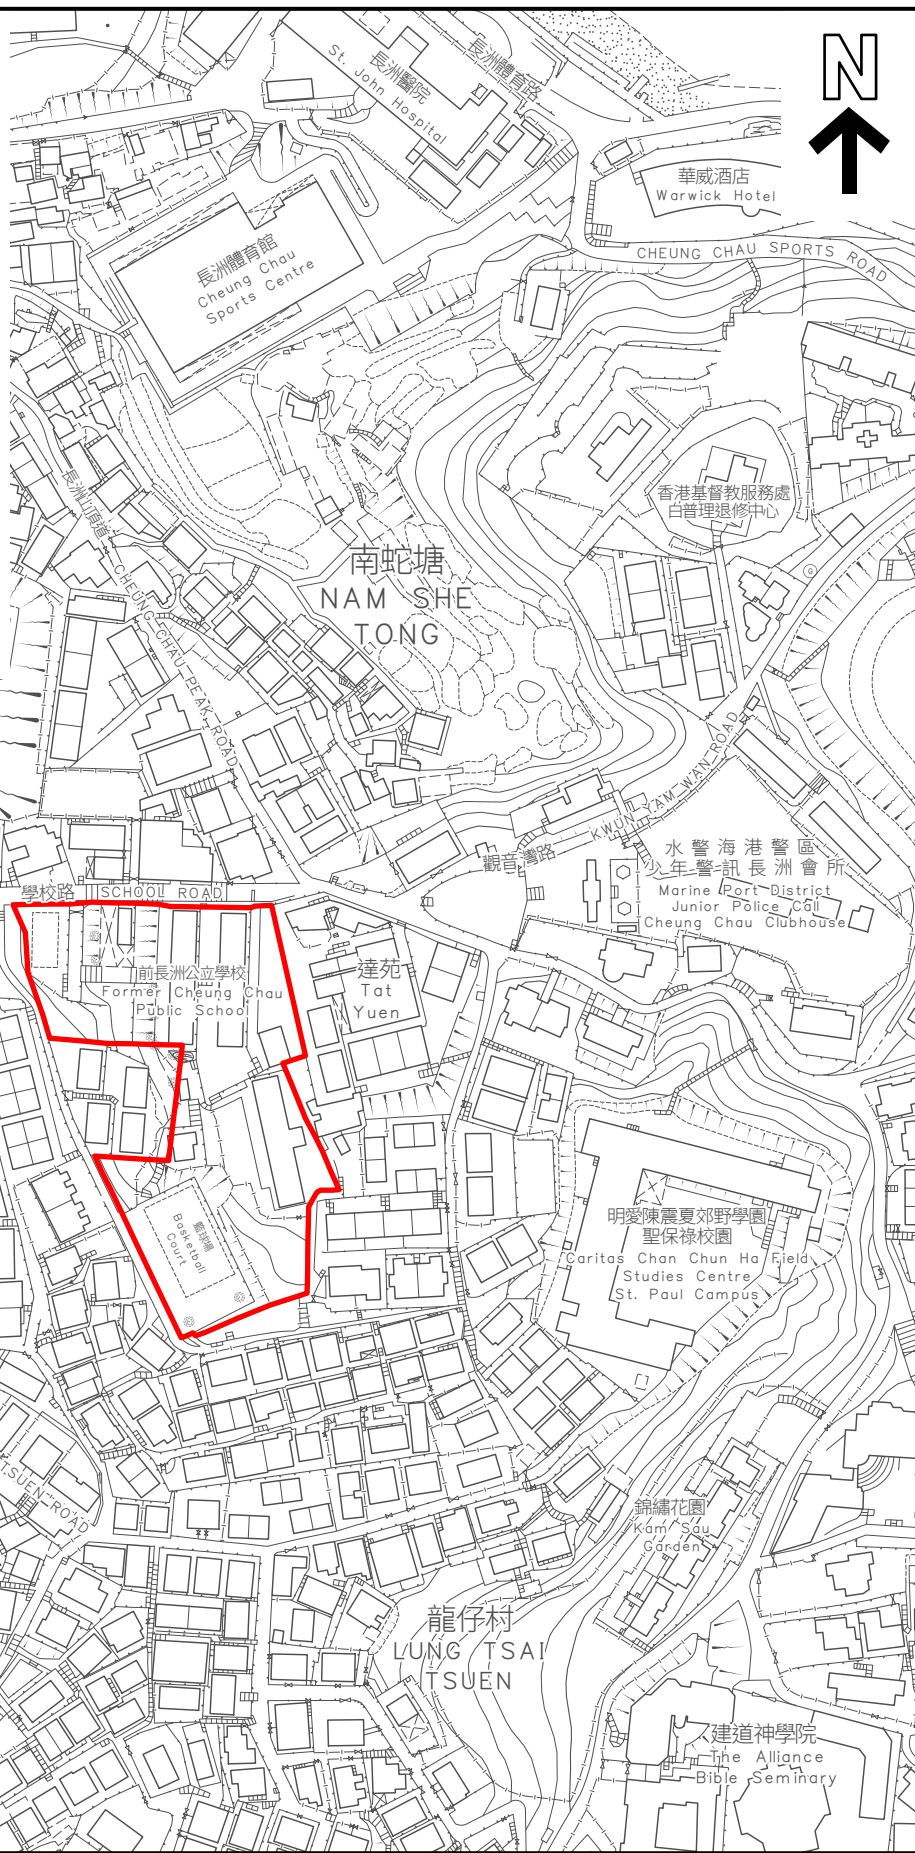 N
長洲體育路
長洲醫院
St. John Hospital
華威酒店
Warwick Hotel
CHEUNG CHAU SPORTS ROAD
長洲體育館
Cheung Chau
Sports Centre
香港基督教服務處
白普理退修中心
長洲山頂道
CHEUNG CHAU PEAK ROAD
南蛇塘
NAM SHE
TONG
G
觀音灣路
KWUN YAM WAN ROAD
水警海港警區
少年警訊長洲會所
Marine Port District
Junior Police Call
Cheung Chau Clubhouse
學校路
SCHOOL ROAD
前長洲公立學校
Former Cheung Chau
Public School
達苑
Tat
Yuen
籃球場
Basketball
Court
明愛陳震夏郊野學園
聖保祿校園
Caritas Chan Chun Ha Field
Studies Centre
St. Paul Campus
TSUEN ROAD
錦繡花園
Kam Sau
Garden
龍仔村
LUNG TSAI
TSUEN
建道神學院
The Alliance
Bible Seminary